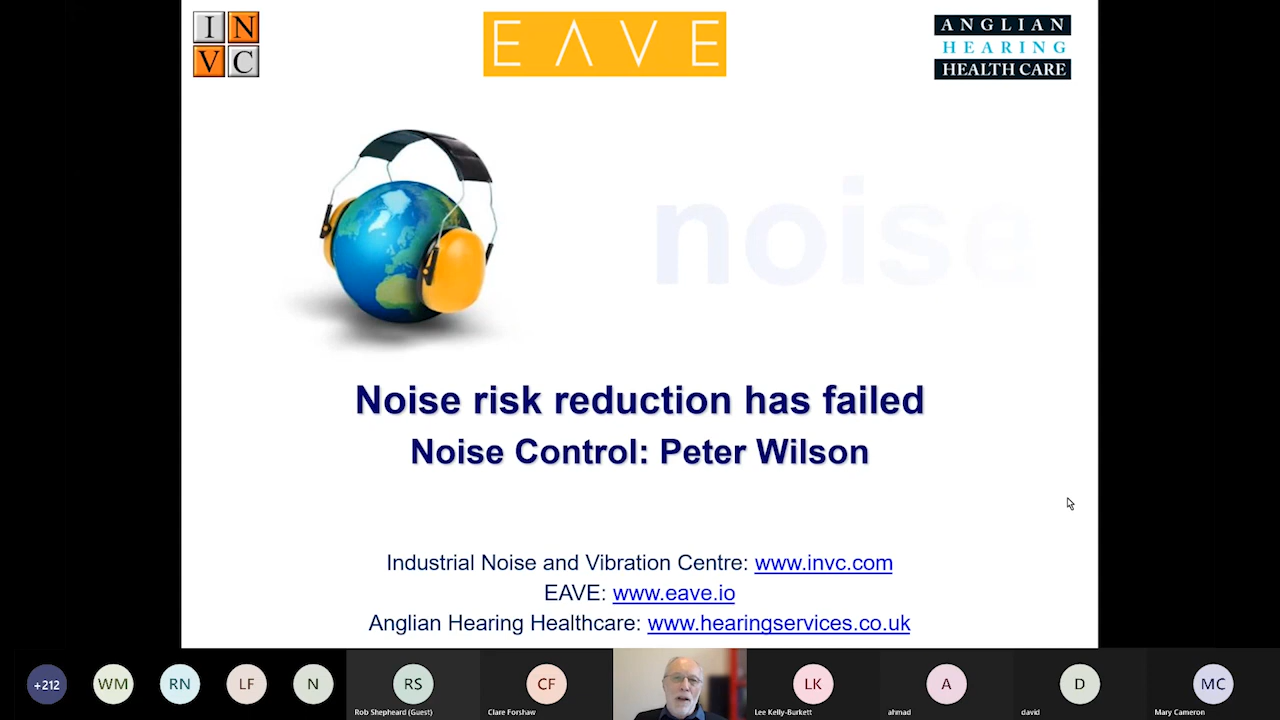 I N
V C
EAVE
ANGLIAN
HEARING
HEALTH CARE
noise
Noise risk reduction has failed
Noise Control: Peter Wilson
Industrial Noise and Vibration Centre: www.invc.com
EAVE: www.eave.io
Anglian Hearing Healthcare: www.hearingservices.co.uk
+212
WM
RN
LF
N
RS
Rob Shepheard (Guest)
CF
Clare Forshaw
LK
Lee Kelly-Burkett
A
ahmad
D
david
MC
Mary Cameron